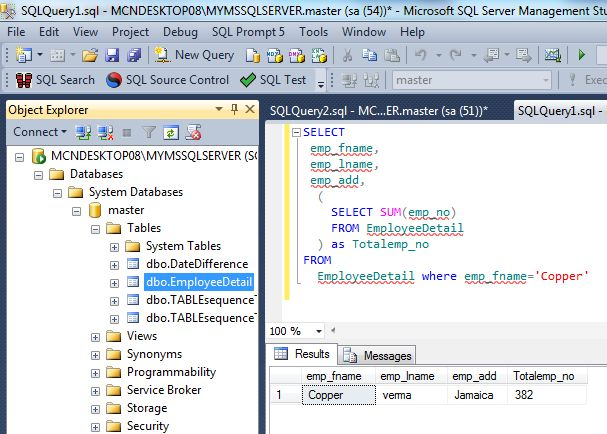 SQLQuery1.sql - MCNDESKTOP08\MYMSSQLSERVER.master (sa (54))* - Microsoft SQL Server Management Stu
File Edit View Project Debug SQL Prompt 5 Tools Window Help
New Query
SQL Search SQL Source Control SQL Test master Exec
Object Explorer
Connect
MCNDESKTOP08\MYMSSQLSERVER (SC
Databases
System Databases
master
Tables
System Tables
dbo.DateDifference
dbo.EmployeeDetail
dbo.TABLEsequence
dbo.TABLEsequence
Views
Synonyms
Programmability
Service Broker
Storage
Security
SQLQuery2.sql - MC...ER.master (sa (51))* SQLQuery1.sql -
SELECT
emp_fname,
emp_lname,
emp_add,
(
SELECT SUM(emp_no)
FROM EmployeeDetail
) as Totalemp_no
FROM
EmployeeDetail where emp_fname='Copper'
100 %
Results Messages
emp_fname emp_lname emp_add Totalemp_no
1 Copper verma Jamaica 382